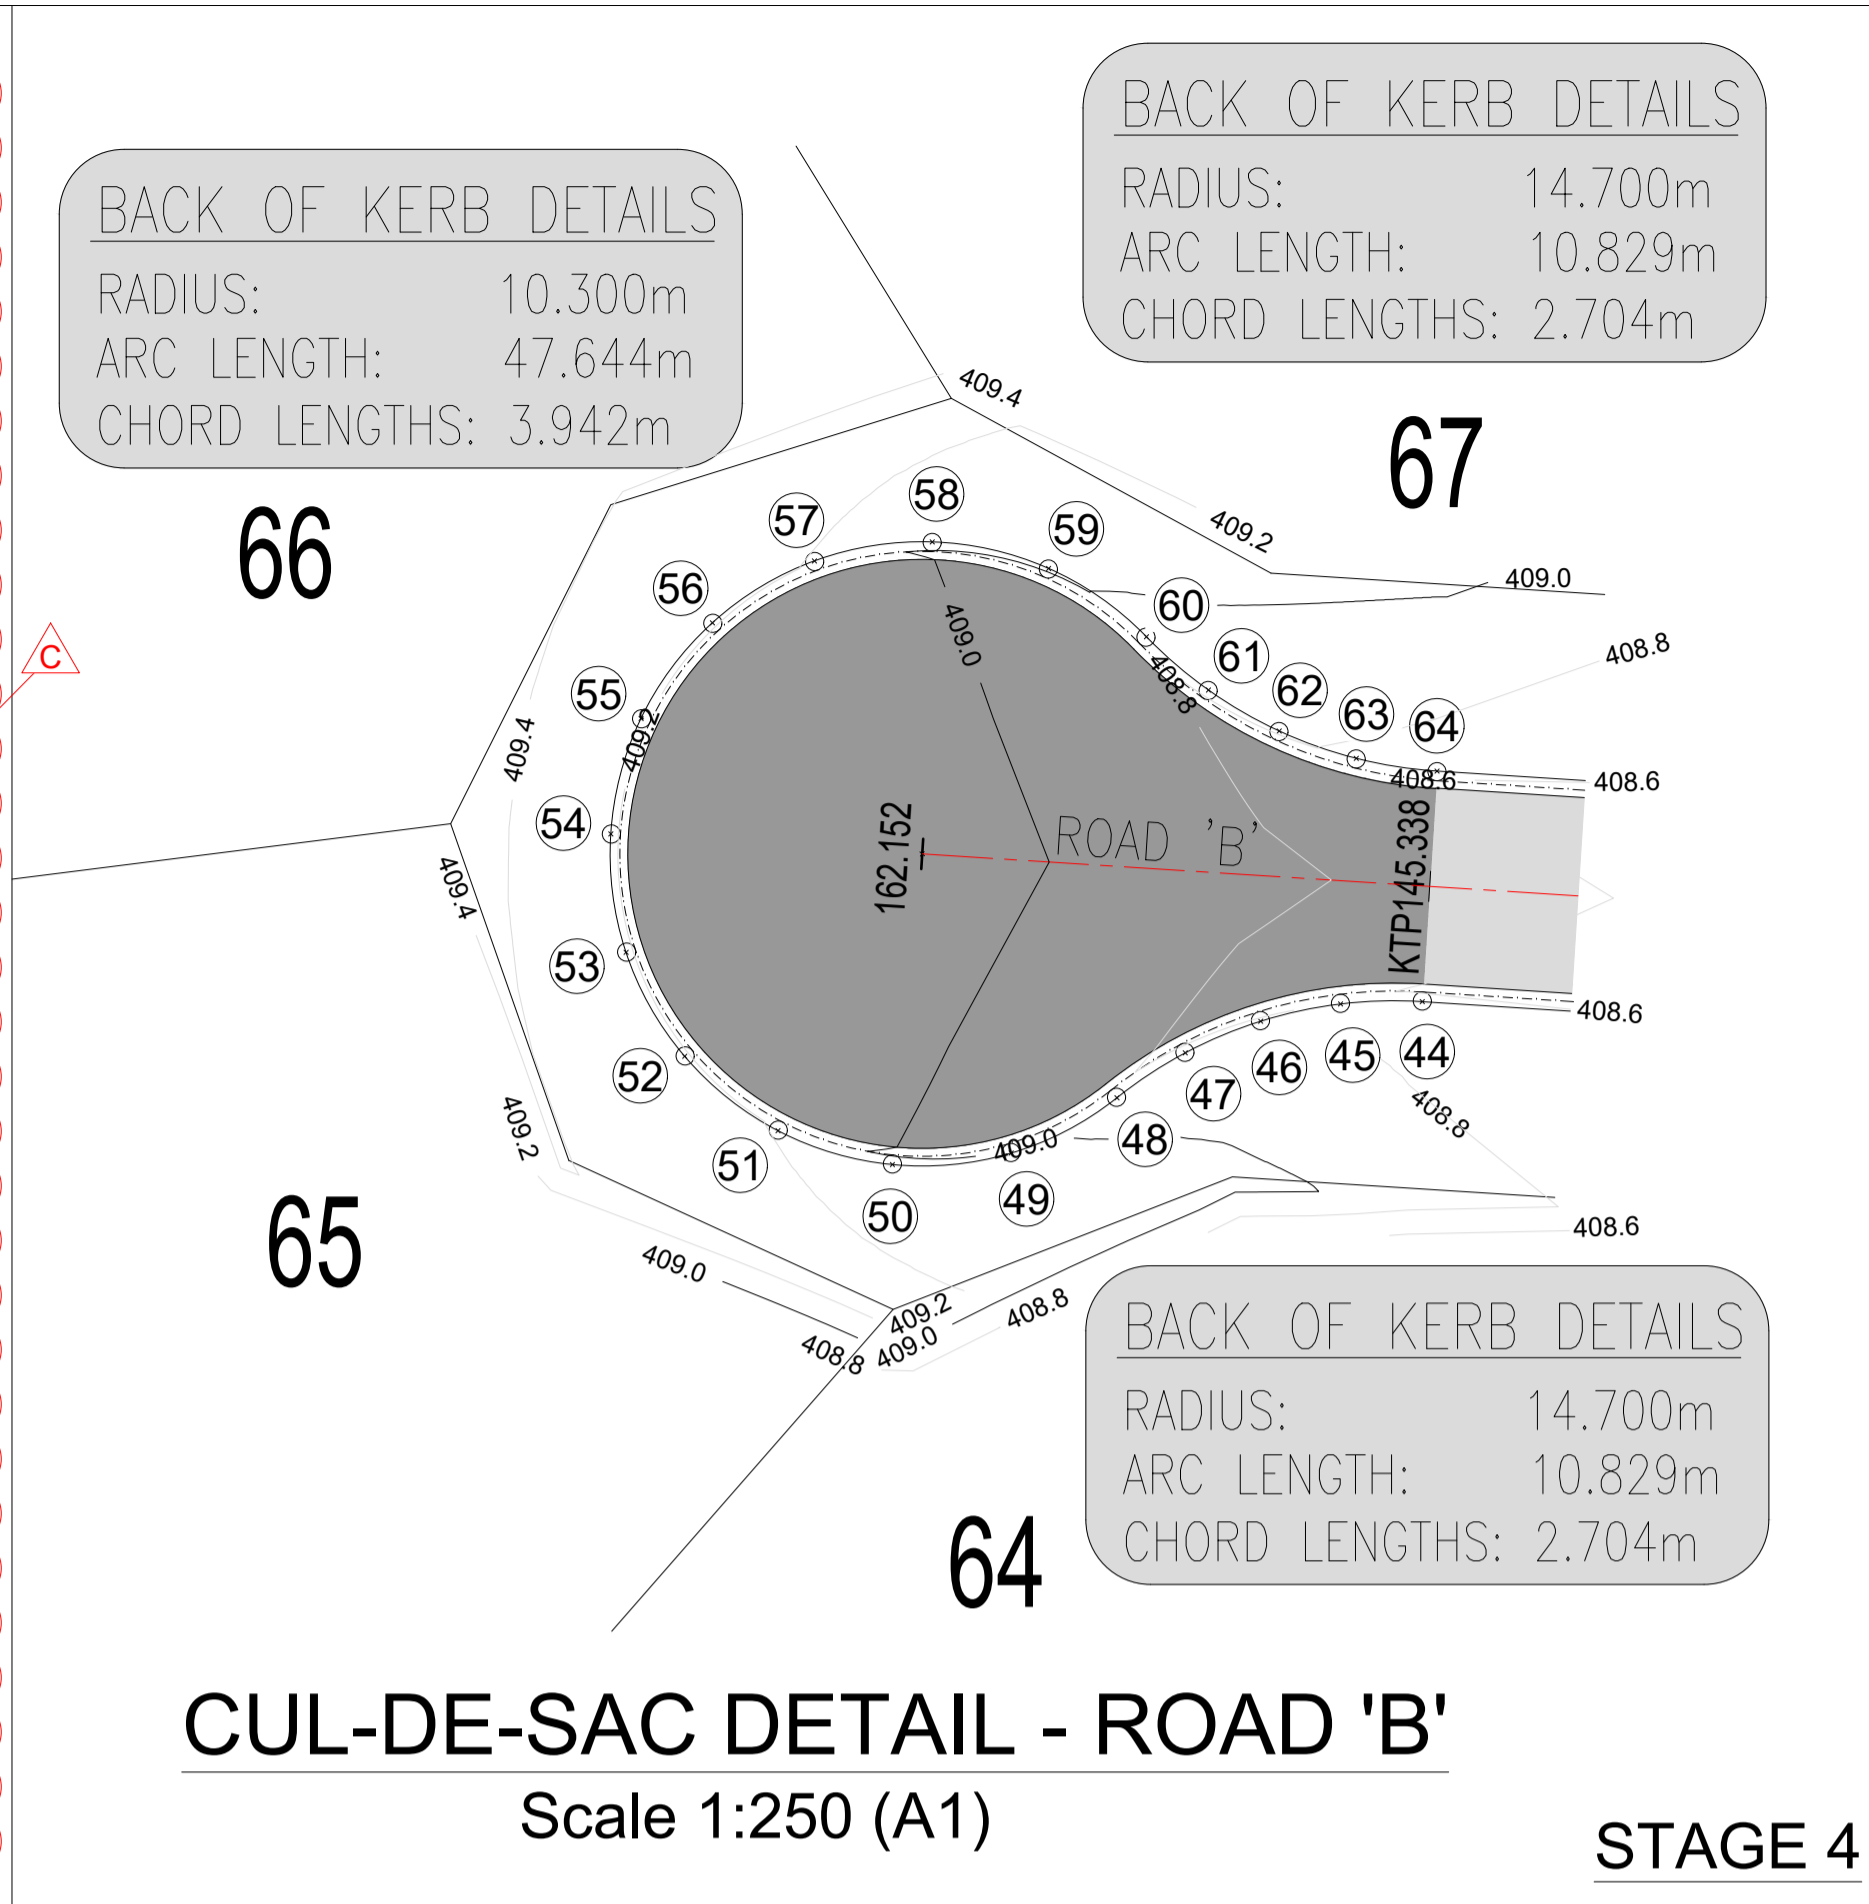 BACK OF KERB DETAILS
RADIUS: 14.700m
ARC LENGTH: 10.829m
CHORD LENGTHS: 2.704m
BACK OF KERB DETAILS
RADIUS: 10.300m
ARC LENGTH: 47.644m
CHORD LENGTHS: 3.942m
409.4
67
66
58
57
59
409.2
409.0
56
60
409.0
C
61
408.8
408.8
55
62
63
64
409.4
409.2
408.6
408.6
54
162.152
ROAD 'B'
KTP145.338
409.4
53
408.6
52
44
45
46
47
408.8
409.2
48
409.0
51
49
50
65
408.6
409.0
409.2
408.8
409.0
408.8
BACK OF KERB DETAILS
RADIUS: 14.700m
ARC LENGTH: 10.829m
CHORD LENGTHS: 2.704m
64
CUL-DE-SAC DETAIL - ROAD 'B'
Scale 1:250 (A1)
STAGE 4